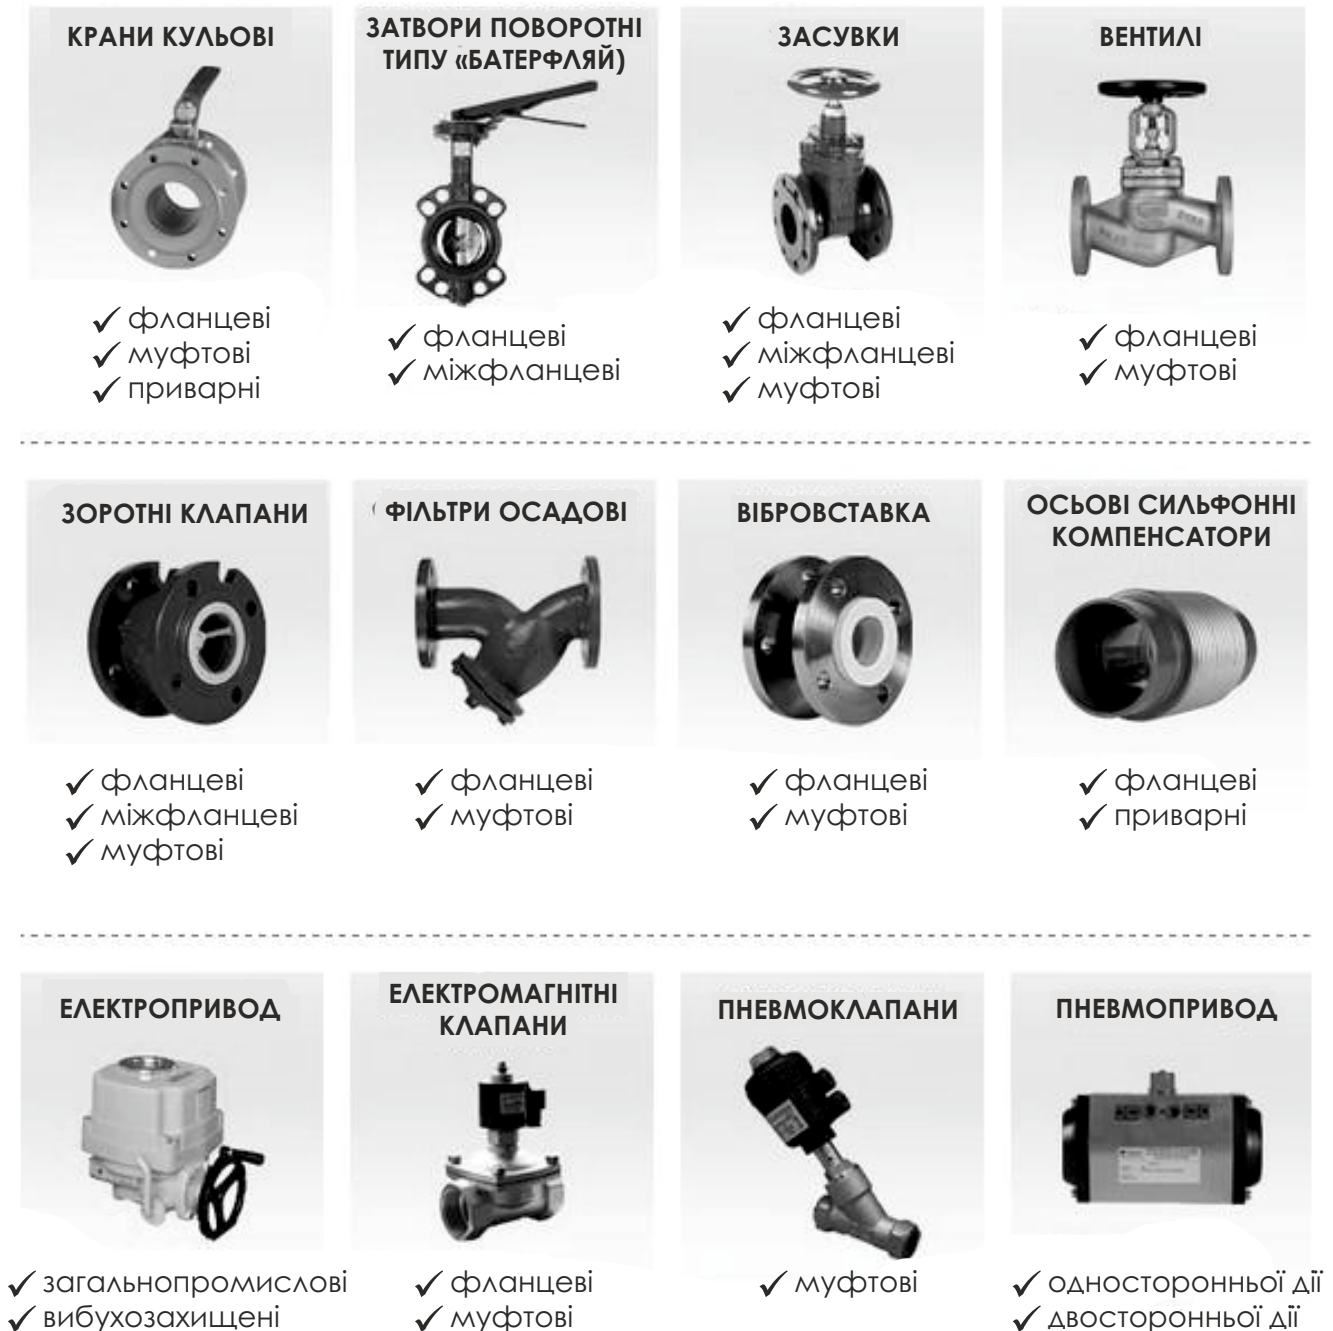 КРАНИ КУЛЬОВІ
✓ фланцеві
✓ муфтові
✓ приварні
ЗАТВОРИ ПОВОРОТНІ
ТИПУ «БАТЕРФЛЯЙ)
✓ фланцеві
✓ міжфланцеві
ЗАСУВКИ
✓ фланцеві
✓ міжфланцеві
✓ муфтові
ВЕНТИЛІ
✓ фланцеві
✓ муфтові
ЗОРОТНІ КЛАПАНИ
✓ фланцеві
✓ міжфланцеві
✓ муфтові
ФІЛЬТРИ ОСАДОВІ
✓ фланцеві
✓ муфтові
ВІБРОВСТАВКА
✓ фланцеві
✓ муфтові
ОСЬОВІ СИЛЬФОННІ
КОМПЕНСАТОРИ
✓ фланцеві
✓ приварні
ЕЛЕКТРОПРИВОД
✓ загальнопромислові
✓ вибухозахищені
ЕЛЕКТРОМАГНІТНІ
КЛАПАНИ
✓ фланцеві
✓ муфтові
ПНЕВМОКЛАПАНИ
✓ муфтові
ПНЕВМОПРИВОД
✓ односторонньої дії
✓ двосторонньої дії